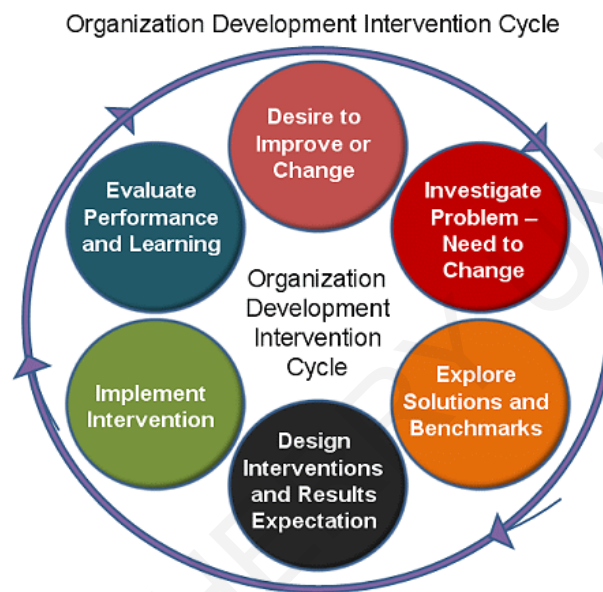 Organization Development Intervention Cycle
Desire to
Improve or
Change
Investigate
Problem –
Need to
Change
Explore
Solutions and
Benchmarks
Design
Interventions
and Results
Expectation
Implement
Intervention
Evaluate
Performance
and Learning
Organization
Development
Intervention
Cycle